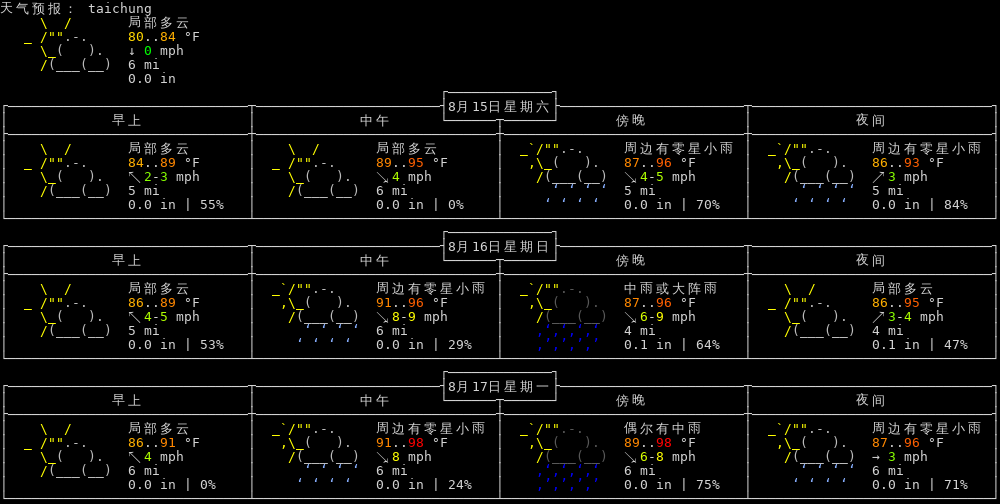 天气预报： taichung
局部多云
80..84 °F
↓ 0 mph
6 mi
0.0 in
8月15日星期六
早上 中午 傍晚 夜间
局部多云 局部多云 周边有零星小雨 周边有零星小雨
84..89 °F 89..95 °F 87..96 °F 86..93 °F
↖ 2-3 mph ↘ 4 mph ↘ 4-5 mph ↗ 3 mph
5 mi 6 mi 5 mi 5 mi
0.0 in | 55% 0.0 in | 0% 0.0 in | 70% 0.0 in | 84%
8月16日星期日
早上 中午 傍晚 夜间
局部多云 周边有零星小雨 中雨或大阵雨 局部多云
86..89 °F 91..96 °F 87..96 °F 86..95 °F
↖ 4-5 mph ↘ 8-9 mph ↘ 6-9 mph ↗ 3-4 mph
5 mi 6 mi 4 mi 4 mi
0.0 in | 53% 0.0 in | 29% 0.1 in | 64% 0.1 in | 47%
8月17日星期一
早上 中午 傍晚 夜间
局部多云 周边有零星小雨 偶尔有中雨 周边有零星小雨
86..91 °F 91..98 °F 89..98 °F 87..96 °F
↖ 4 mph ↘ 8 mph ↘ 6-8 mph → 3 mph
6 mi 6 mi 6 mi 6 mi
0.0 in | 0% 0.0 in | 24% 0.0 in | 75% 0.0 in | 71%